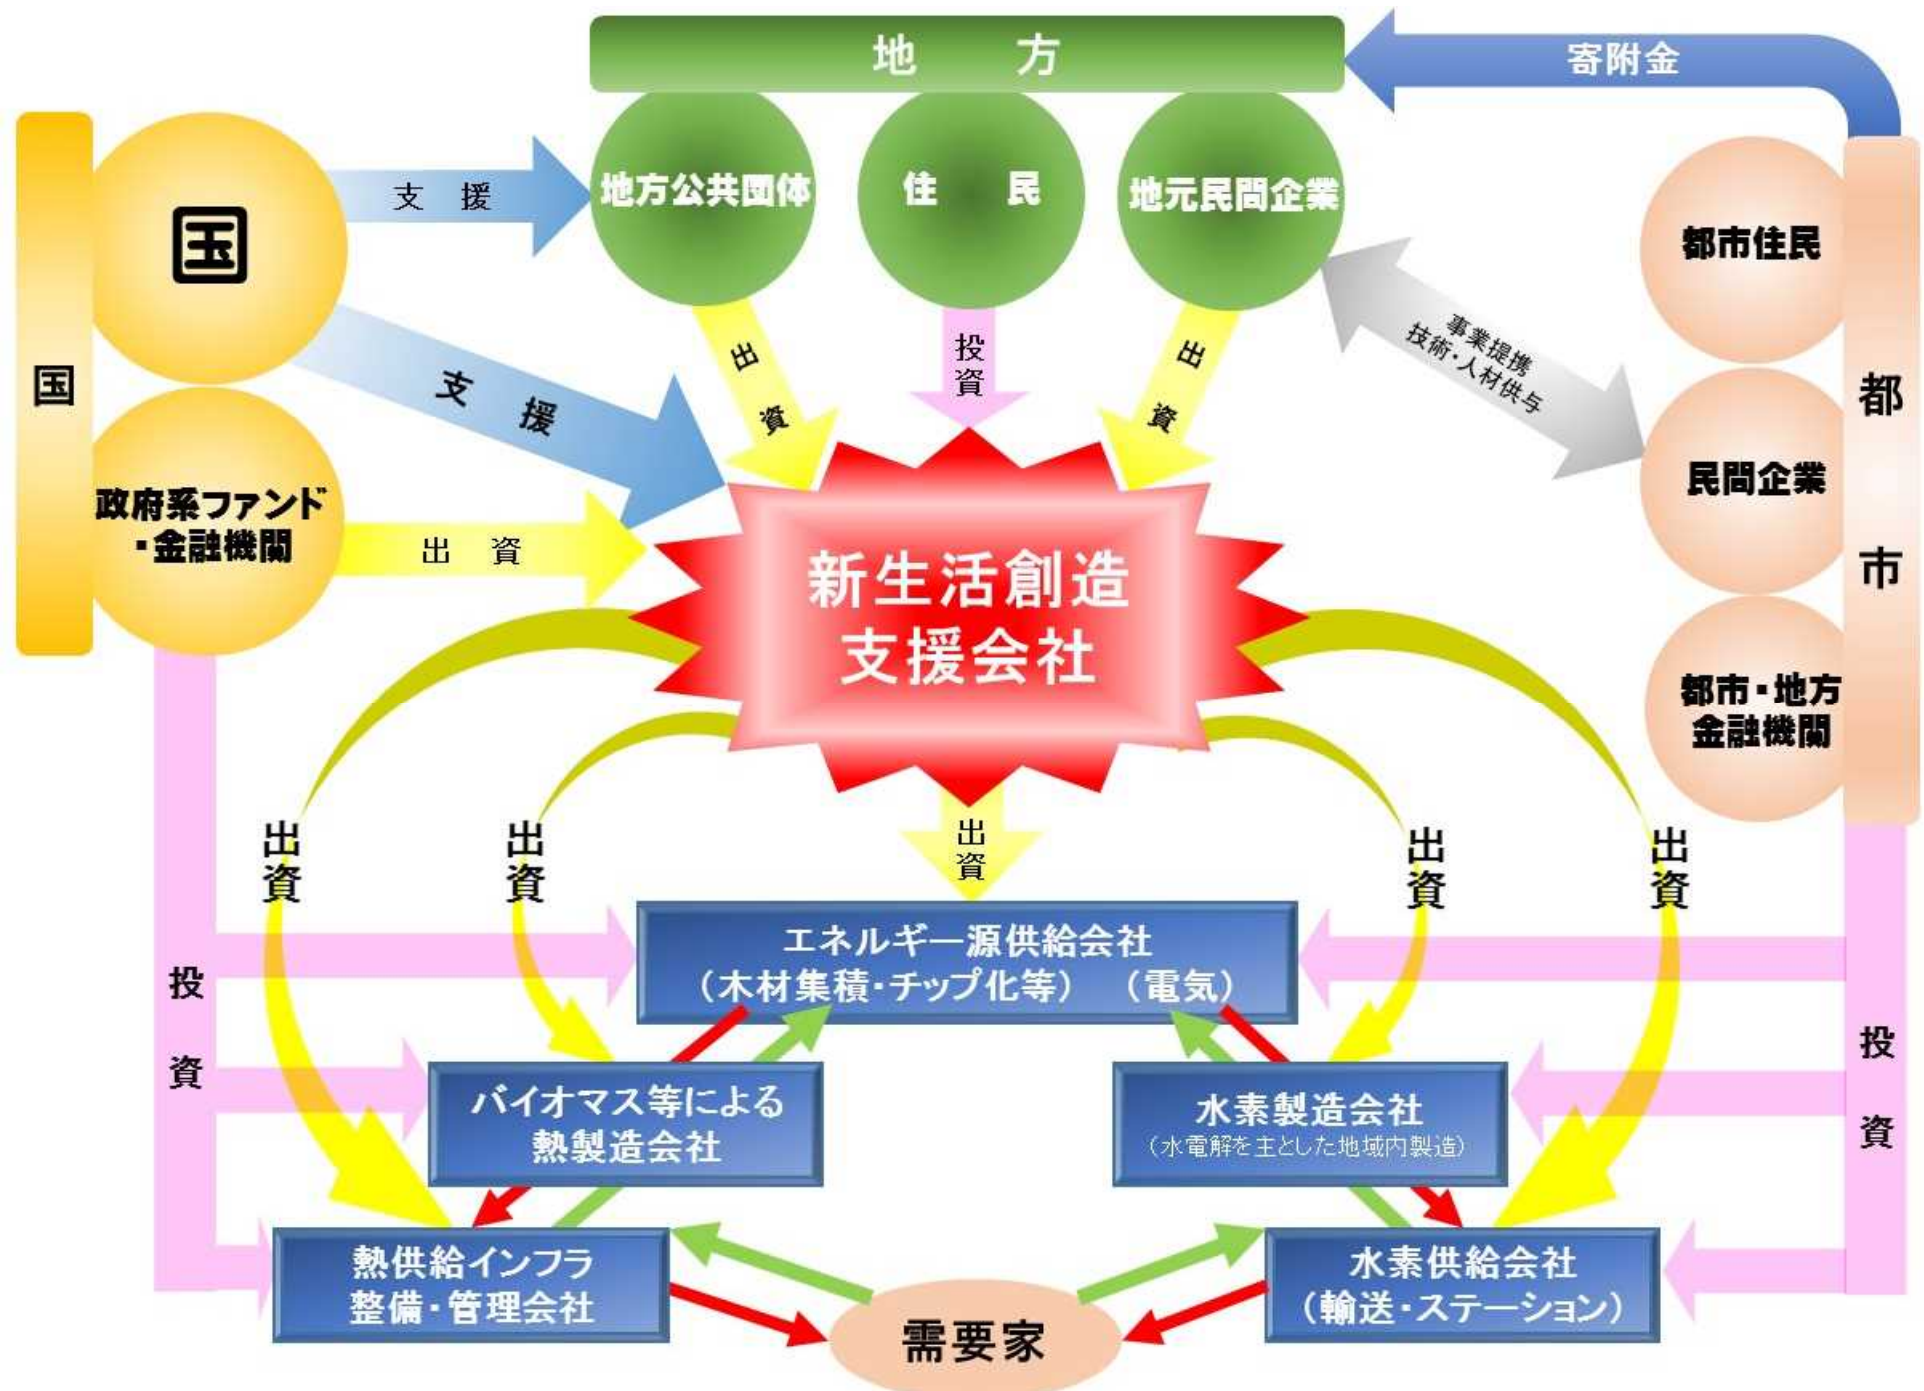 地方
寄附金
国
国
支援
地方公共団体
住民
地元民間企業
都市住民
支援
出資
投資
出資
事業提携
技術・人材供与
都市
民間企業
政府系ファンド
・金融機関
出資
新生活創造
支援会社
都市・地方
金融機関
出資
出資
出資
出資
出資
エネルギー源供給会社
（木材集積・チップ化等）　（電気）
投資
投資
バイオマス等による
熱製造会社
水素製造会社
（水電解を主とした地域内製造）
熱供給インフラ
整備・管理会社
水素供給会社
（輸送・ステーション）
需要家